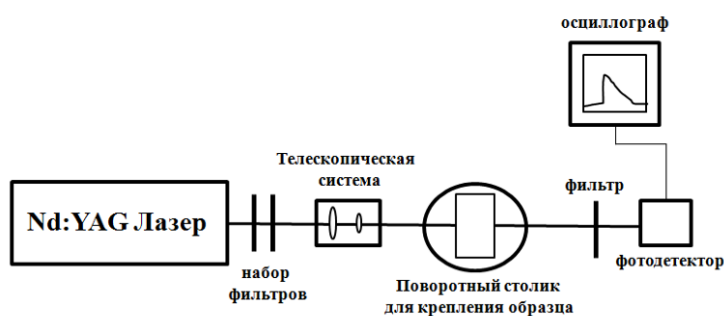 осциллограф
Телескопическая
система
фильтр
Nd:YAG Лазер
набор
фильтров
Поворотный столик
для крепления образца
фотодетектор